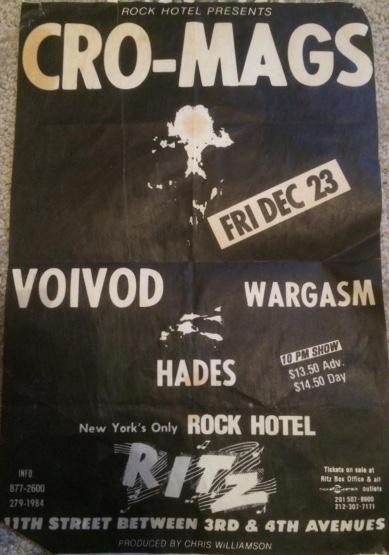 ROCK HOTEL PRESENTS
CRO-MAGS
FRI DEC 23
VOIVOD
WARGASM
HADES
10 PM SHOW
$13.50 Adv.
$14.50 Day
New York's Only ROCK HOTEL
RITZ
INFO
877-2600
279-1984
Tickets on sale at
Ritz Box Office & all
outlets
201 507-8900
212-307-7171
11TH STREET BETWEEN 3RD & 4TH AVENUES
PRODUCED BY CHRIS WILLIAMSON